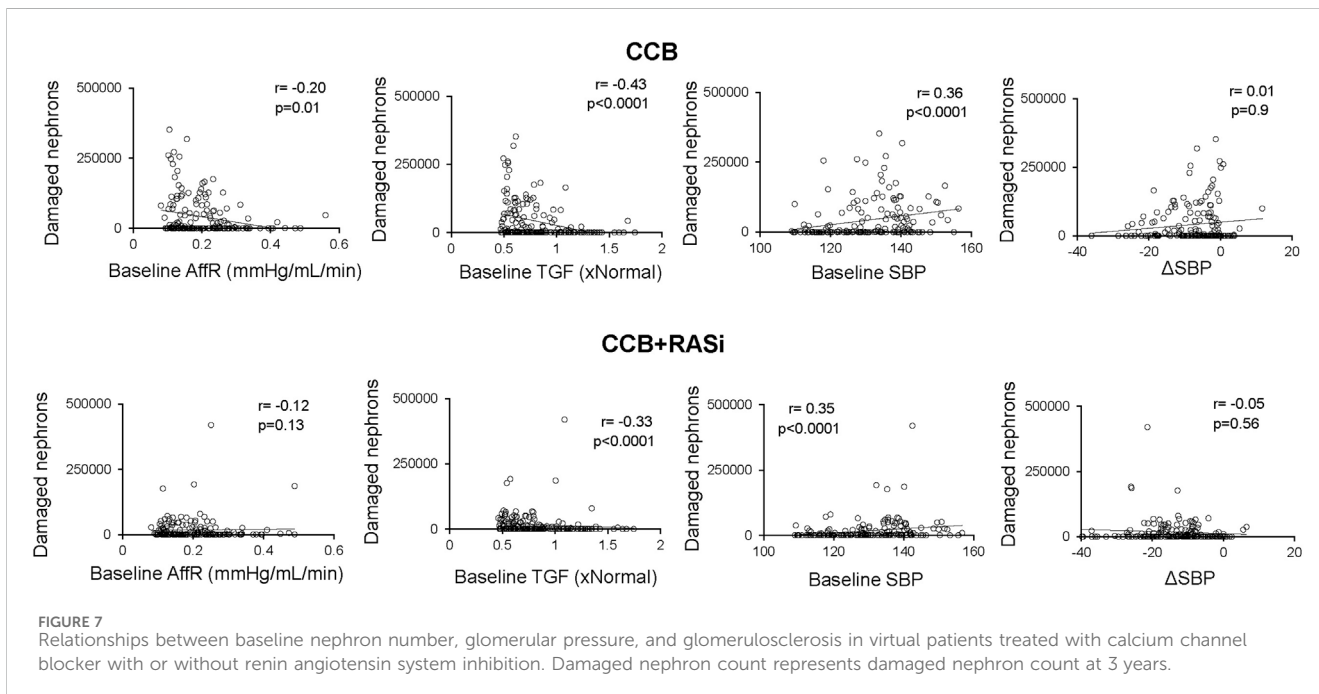 CCB
500000
250000
0
Damaged nephrons
r= -0.20
p=0.01
0.0
0.2
0.4
0.6
Baseline AffR (mmHg/mL/min)
500000
250000
0
Damaged nephrons
r= -0.43
p<0.0001
0.0
0.5
1.0
1.5
2.0
Baseline TGF (xNormal)
500000
250000
0
Damaged nephrons
r= 0.36
p<0.0001
100
120
140
160
Baseline SBP
500000
250000
0
Damaged nephrons
r= 0.01
p=0.9
-40
-20
0
20
ΔSBP
CCB+RASi
500000
250000
0
Damaged nephrons
r= -0.12
p=0.13
0
0.2
0.4
0.6
Baseline AffR (mmHg/mL/min)
500000
250000
0
Damaged nephrons
r= -0.33
p<0.0001
0
0.5
1
1.5
2
Baseline TGF (xNormal)
500000
250000
0
Damaged nephrons
r= 0.35
p<0.0001
100
120
140
160
Baseline SBP
500000
250000
0
Damaged nephrons
r= -0.05
p=0.56
-40
-20
0
20
ΔSBP
FIGURE 7
Relationships between baseline nephron number, glomerular pressure, and glomerulosclerosis in virtual patients treated with calcium channel
blocker with or without renin angiotensin system inhibition. Damaged nephron count represents damaged nephron count at 3 years.